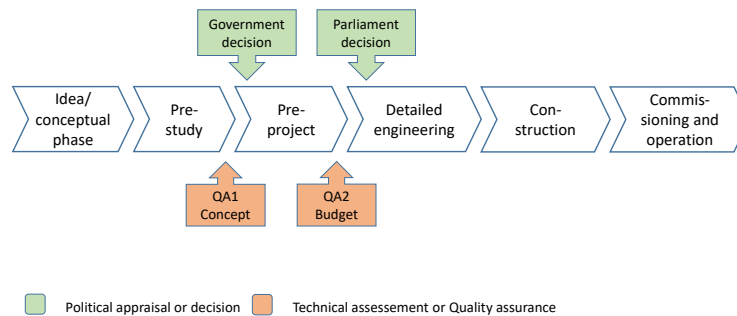 Government
decision
Parliament
decision
Idea/
conceptual
phase
Pre-
study
Pre-
project
Detailed
engineering
Con-
struction
Commis-
sioning and
operation
QA1
Concept
QA2
Budget
Political appraisal or decision
Technical assessement or Quality assurance